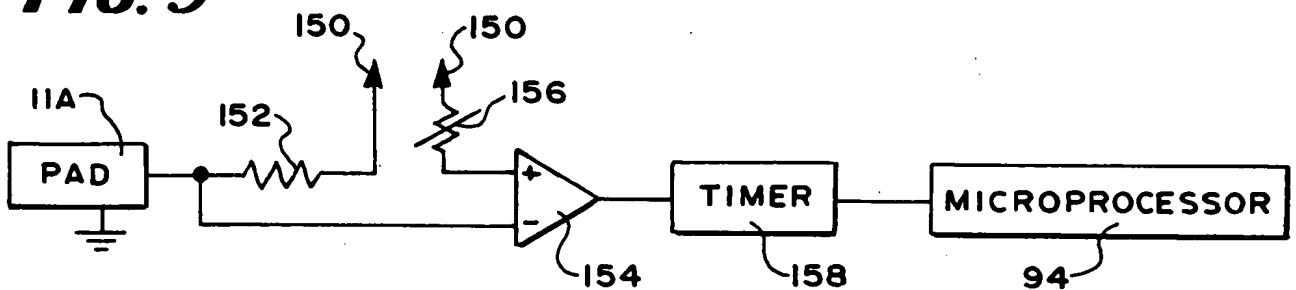 FIG. 9
150
150
11A
152
156
PAD
+
-
TIMER
MICROPROCESSOR
154
158
94